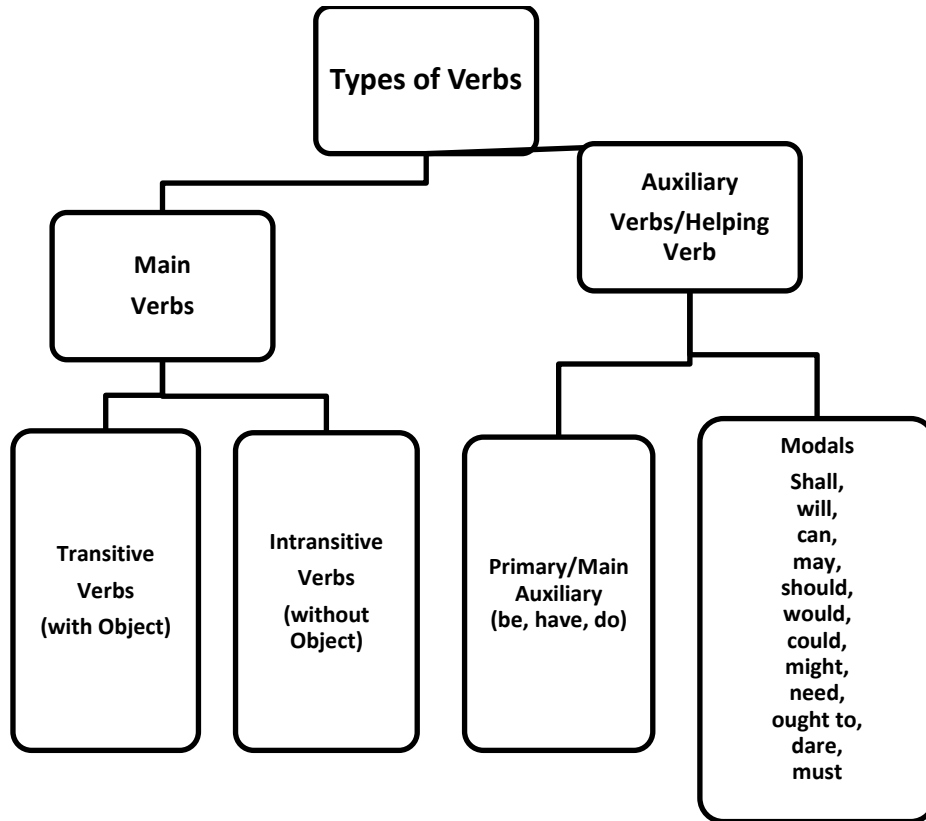 Types of Verbs
Auxiliary
Verbs/Helping
Verb
Main
Verbs
Transitive
Verbs
(with Object)
Intransitive
Verbs
(without
Object)
Primary/Main
Auxiliary
(be, have, do)
Modals
Shall,
will,
can,
may,
should,
would,
could,
might,
need,
ought to,
dare,
must